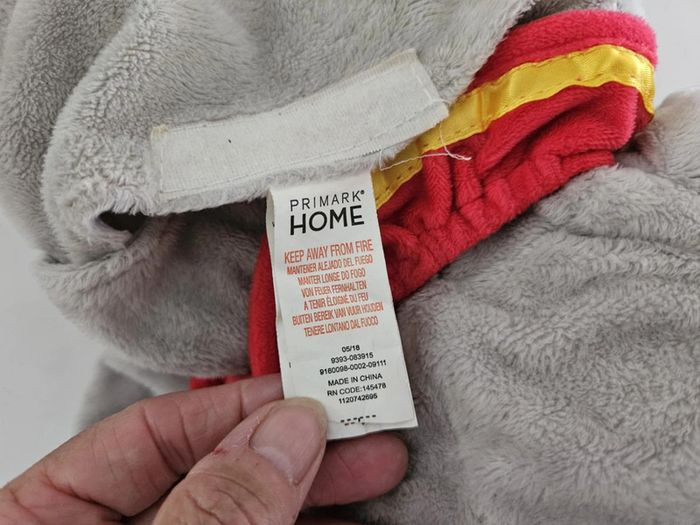 PRIMARK®
HOME
KEEP AWAY FROM FIRE
MANTENER ALEJADO DEL FUEGO
MANTER LONGE DO FOGO
VON FEUER FERNHALTEN
A TENIR ÉLOIGNÉ DU FEU
BUITEN BEREIK VAN VUUR HOUDEN
TENERE LONTANO DAL FUOCO
05/18
9393-083915
9160098-0002-09111
MADE IN CHINA
RN CODE:145478
1120742695